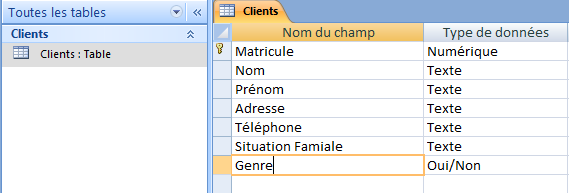 Toutes les tables
Clients
Clients : Table
Clients
Nom du champ Type de données
Matricule Numérique
Nom Texte
Prénom Texte
Adresse Texte
Téléphone Texte
Situation Famiale Texte
Genre Oui/Non